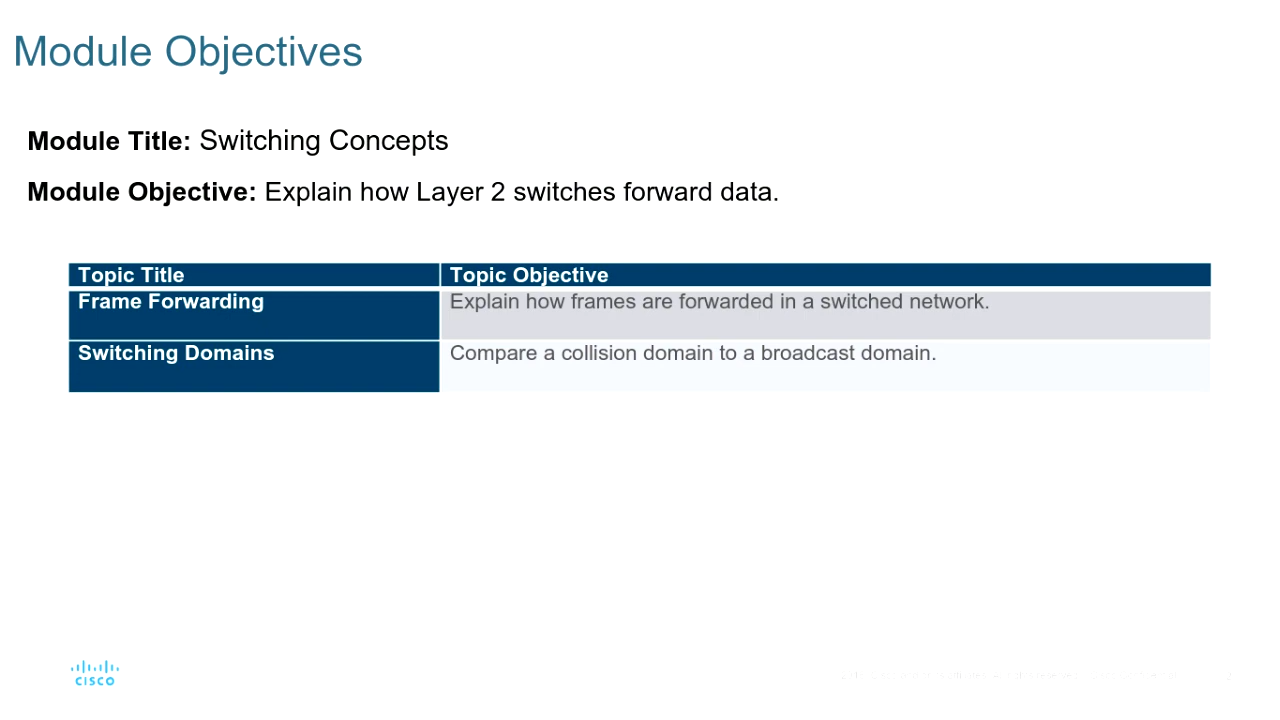 Module Objectives
Module Title: Switching Concepts
Module Objective: Explain how Layer 2 switches forward data.
Topic Title Topic Objective
Frame Forwarding Explain how frames are forwarded in a switched network.
Switching Domains Compare a collision domain to a broadcast domain.
CISCO